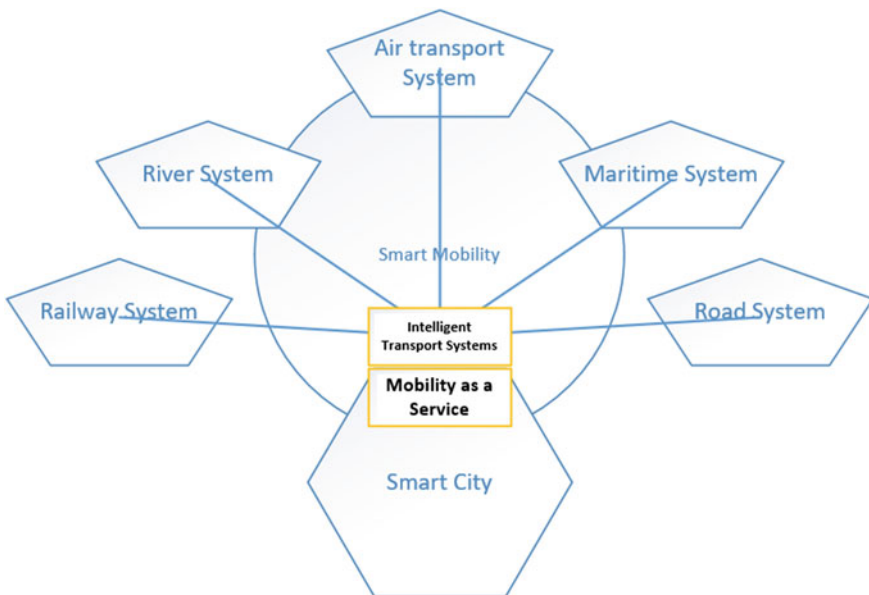 Air transport
System
River System
Maritime System
Smart Mobility
Railway System
Road System
Intelligent
Transport Systems
Mobility as a
Service
Smart City